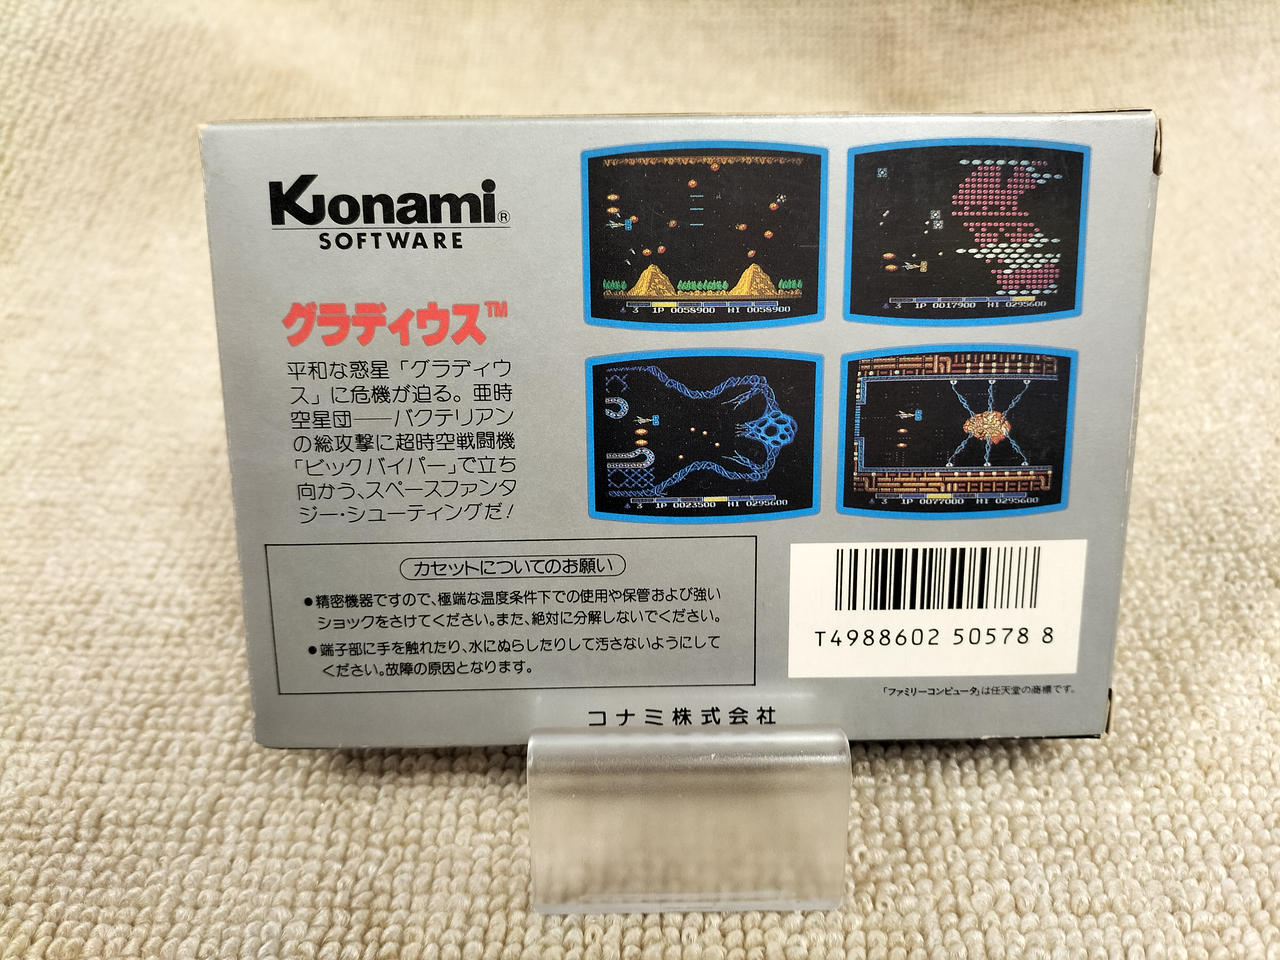 Konami®
SOFTWARE
グラディウス™
平和な惑星「グラディウ
ス」に危機が迫る。亜時
空星団──バクテリアン
の総攻撃に超時空戦闘機
「ビックバイパー」で立ち
向かう、スペースファンタ
ジー・シューティングだ!
3 1P 0058900 HI 0058900
3 1P 0017900 HI 0295600
3 1P 0023500 HI 0295600
3 1P 0077000 HI 0295600
カセットについてのお願い
●精密機器ですので、極端な温度条件下での使用や保管および強い
ショックをさけてください。また、絶対に分解しないでください。
●端子部に手を触れたり、水にぬらしたりして汚さないようにして
ください。故障の原因となります。
T4988602 50578 8
「ファミリーコンピュータ」は任天堂の商標です。
コナミ株式会社